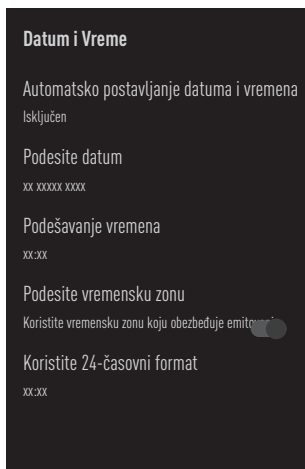 Datum i Vreme
Automatsko postavljanje datuma i vremena
Isključen
Podesite datum
xx xxxxx xxxx
Podešavanje vremena
xx:xx
Podesite vremensku zonu
Koristite vremensku zonu koju obezbeđuje
Koristite 24-časovni format
xx:xx